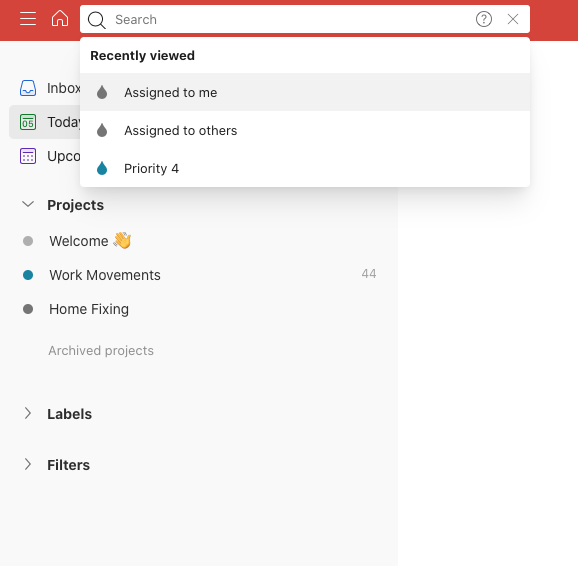 Search
Recently viewed
Assigned to me
Assigned to others
Priority 4
Inbox
05 Today
Upco
Projects
Welcome 👋
Work Movements 44
Home Fixing
Archived projects
Labels
Filters